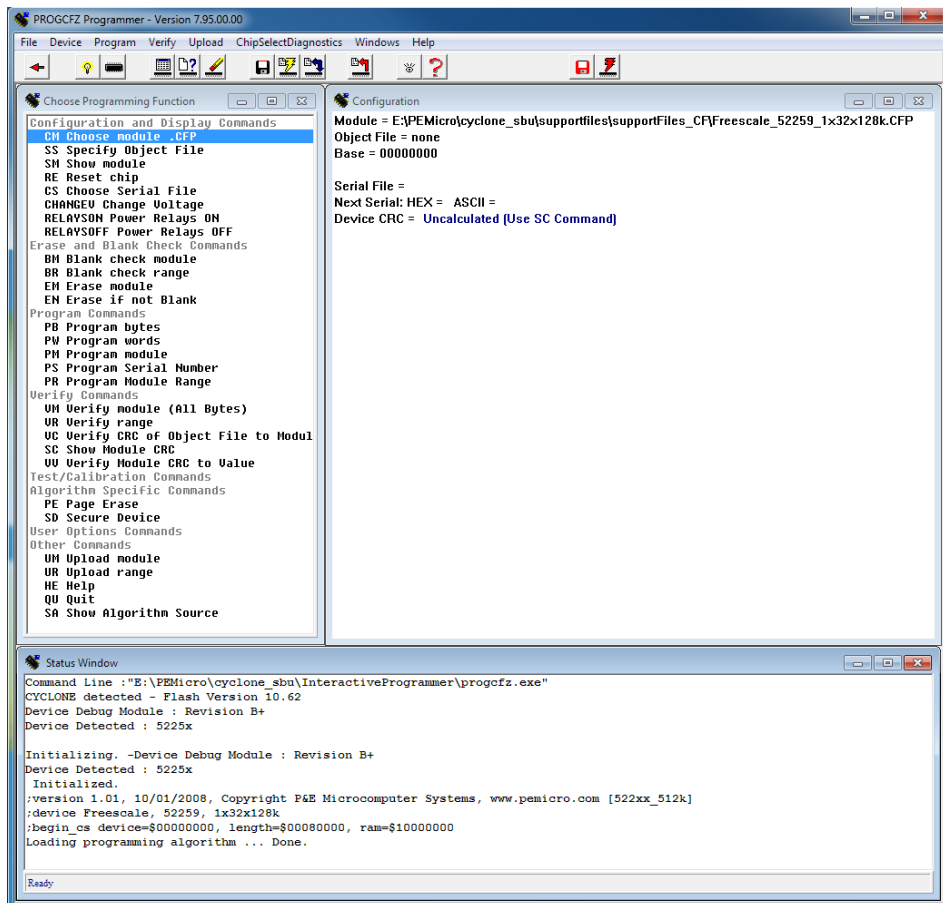 PROGCFZ Programmer - Version 7.95.00.00
File Device Program Verify Upload ChipSelectDiagnostics Windows Help
Choose Programming Function
Configuration and Display Commands
CM Choose module .CFP
SS Specify Object File
SM Show module
RE Reset chip
CS Choose Serial File
CHANGEV Change Voltage
RELAYSON Power Relays ON
RELAYSOFF Power Relays OFF
Erase and Blank Check Commands
BM Blank check module
BR Blank check range
EM Erase module
EN Erase if not Blank
Program Commands
PB Program bytes
PW Program words
PM Program module
PS Program Serial Number
PR Program Module Range
Verify Commands
VM Verify module (All Bytes)
VR Verify range
VC Verify CRC of Object File to Modul
SC Show Module CRC
VV Verify Module CRC to Value
Test/Calibration Commands
Algorithm Specific Commands
PE Page Erase
SD Secure Device
User Options Commands
Other Commands
UM Upload module
UR Upload range
HE Help
QU Quit
SA Show Algorithm Source
Configuration
Module = E:\PEMicro\cyclone_sbu\supportfiles\supportFiles_CF\Freescale_52259_1x32x128k.CFP
Object File = none
Base = 00000000
Serial File =
Next Serial: HEX = ASCII =
Device CRC = Uncalculated (Use SC Command)
Status Window
Command Line :"E:\PEMicro\cyclone_sbu\InteractiveProgrammer\progcfz.exe"
CYCLONE detected - Flash Version 10.62
Device Debug Module : Revision B+
Device Detected : 5225x
Initializing. -Device Debug Module : Revision B+
Device Detected : 5225x
Initialized.
;version 1.01, 10/01/2008, Copyright P&E Microcomputer Systems, www.pemicro.com [522xx_512k]
;device Freescale, 52259, 1x32x128k
;begin_cs device=$00000000, length=$00080000, ram=$10000000
Loading programming algorithm ... Done.
Ready